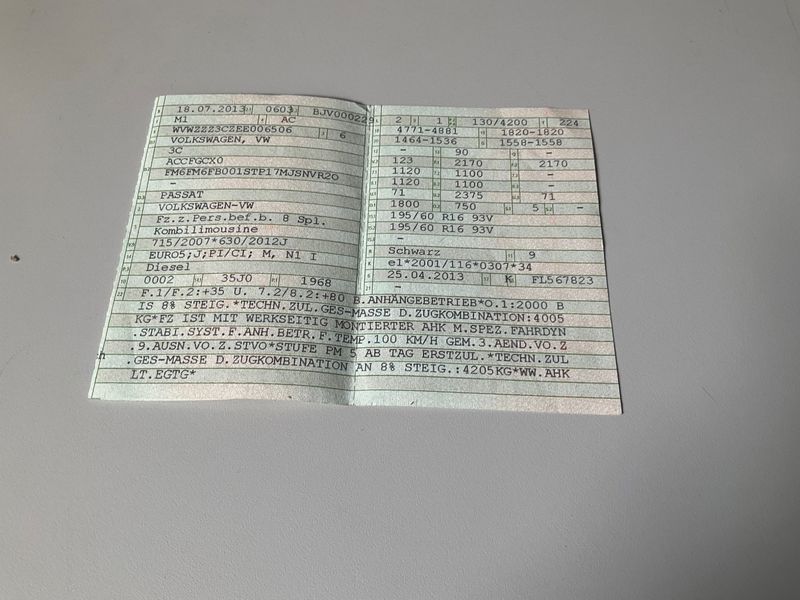 18.07.2013 0603 BJV000229
M1 AC
WVWZZZ3CZEE006506 6
VOLKSWAGEN, VW
3C
ACCFGCX0
FM6FM6FB001STP17MJSNVR2O
-
PASSAT
VOLKSWAGEN-VW
Fz.z.Pers.bef.b. 8 Spl.
Kombilimousine
715/2007*630/2012J
EURO5;J;PI/CI; M, N1 I
Diesel
0002 35J0 1968
2 1 130/4200 224
4771-4881 1820-1820
1464-1536 1558-1558
- 90 -
123 2170 2170
1120 1100 -
1120 1100 -
71 2375 71
1800 750 5 -
195/60 R16 93V
195/60 R16 93V
-
Schwarz 9
e1*2001/116*0307*34
25.04.2013 K FL567823
-
F.1/F.2:+35 U. 7.2/8.2:+80 B.ANHÄNGEBETRIEB*O.1:2000 B
IS 8% STEIG.*TECHN.ZUL.GES-MASSE D.ZUGKOMBINATION:4005
KG*FZ IST MIT WERKSEITIG MONTIERTER AHK M.SPEZ.FAHRDYN
.STABI.SYST.F.ANH.BETR.F.TEMP.100 KM/H GEM.3.AEND.VO.Z
.9.AUSN.VO.Z.STVO*STUFE PM 5 AB TAG ERSTZUL.*TECHN.ZUL
.GES-MASSE D.ZUGKOMBINATION AN 8% STEIG.:4205KG*WW.AHK
LT.EGTG*